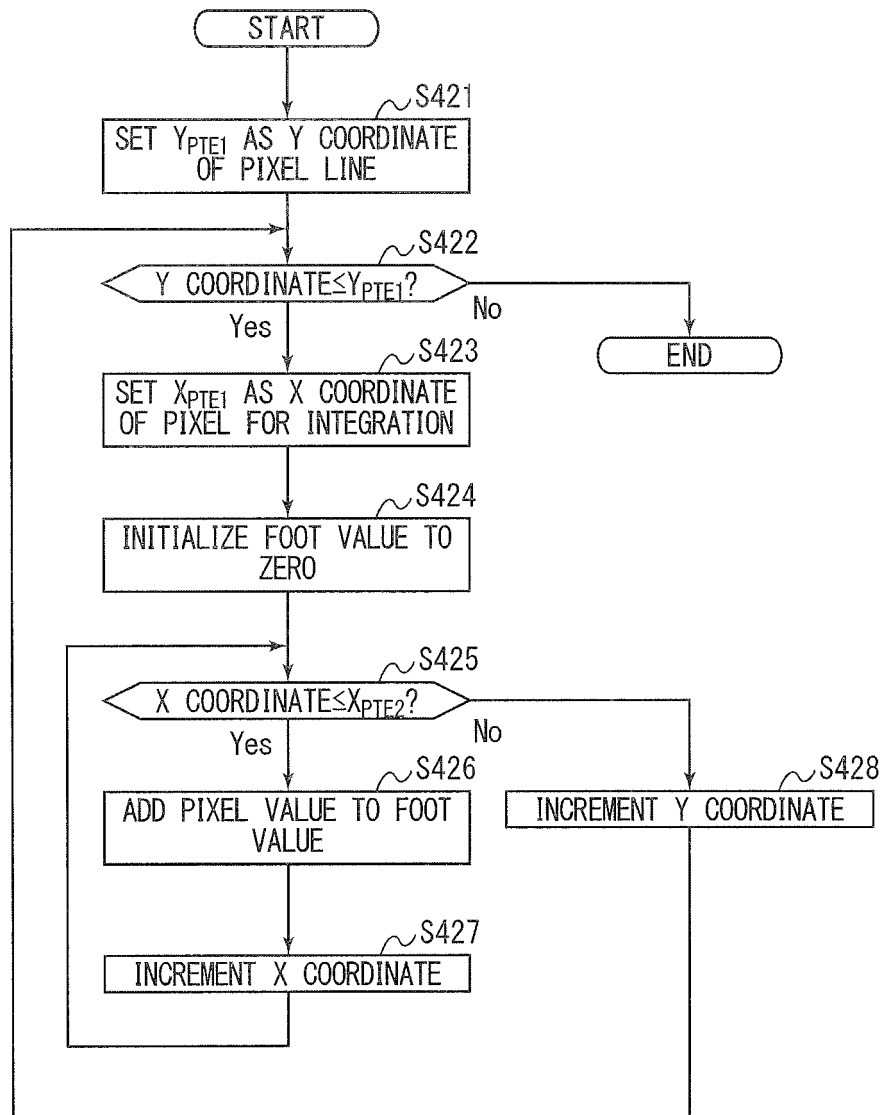 START
S421
SET Y_PTE1 AS Y COORDINATE
OF PIXEL LINE
S422
Y COORDINATE≤Y_PTE1?
No
Yes
END
S423
SET X_PTE1 AS X COORDINATE
OF PIXEL FOR INTEGRATION
S424
INITIALIZE FOOT VALUE TO
ZERO
S425
X COORDINATE≤X_PTE2?
No
Yes
S426
ADD PIXEL VALUE TO FOOT
VALUE
S428
INCREMENT Y COORDINATE
S427
INCREMENT X COORDINATE